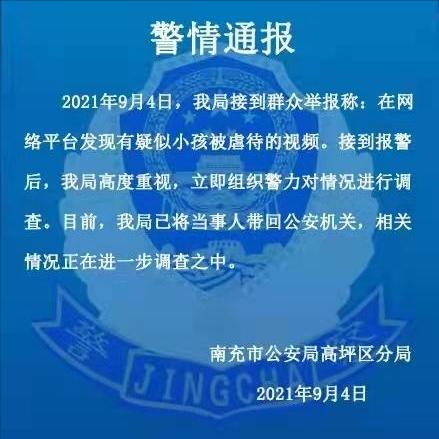 警情通报
2021年9月4日，我局接到群众举报称：在网
络平台发现有疑似小孩被虐待的视频。接到报警
后，我局高度重视，立即组织警力对情况进行调
查。目前，我局已将当事人带回公安机关，相关
情况正在进一步调查之中。
南充市公安局高坪区分局
2021年9月4日
警 察
JINGCHA